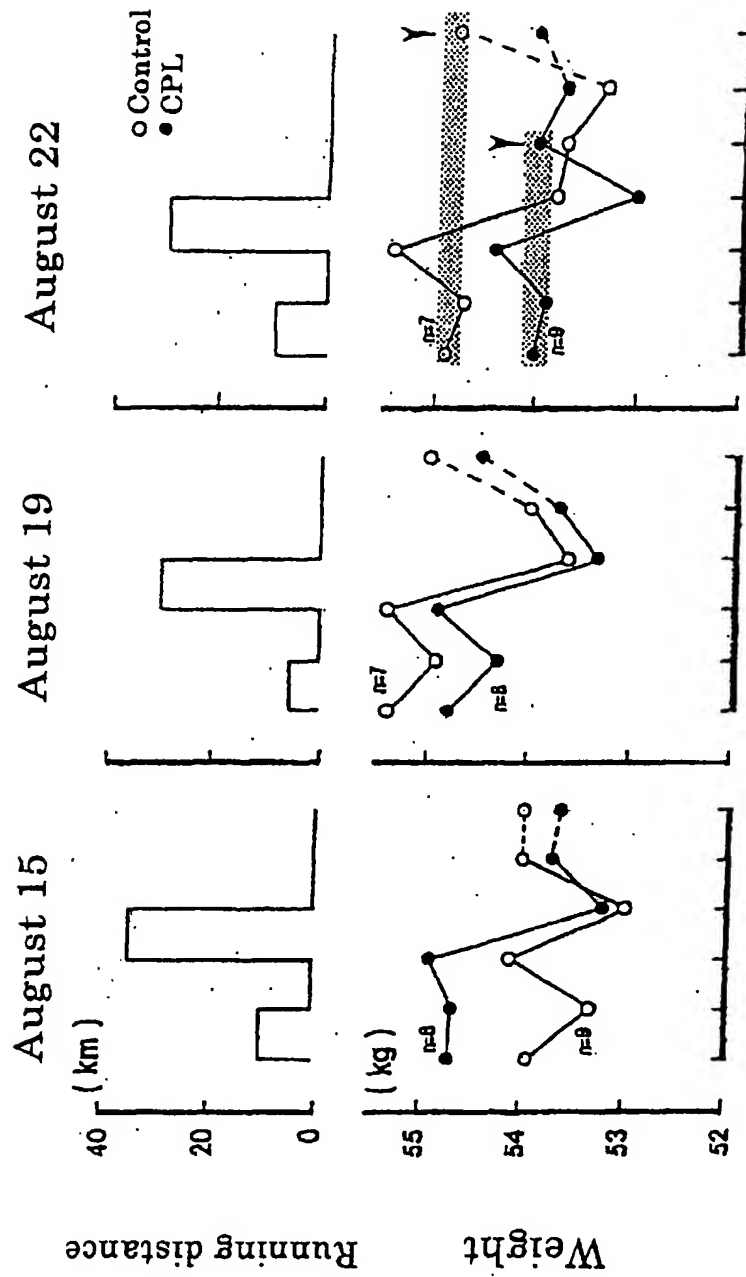 August 15
August 19
August 22
Running distance
(km)
40
20
0
○ Control
● CPL
Weight
(kg)
55
54
53
52
n=8
n=9
n=7
n=8
n=7
n=9